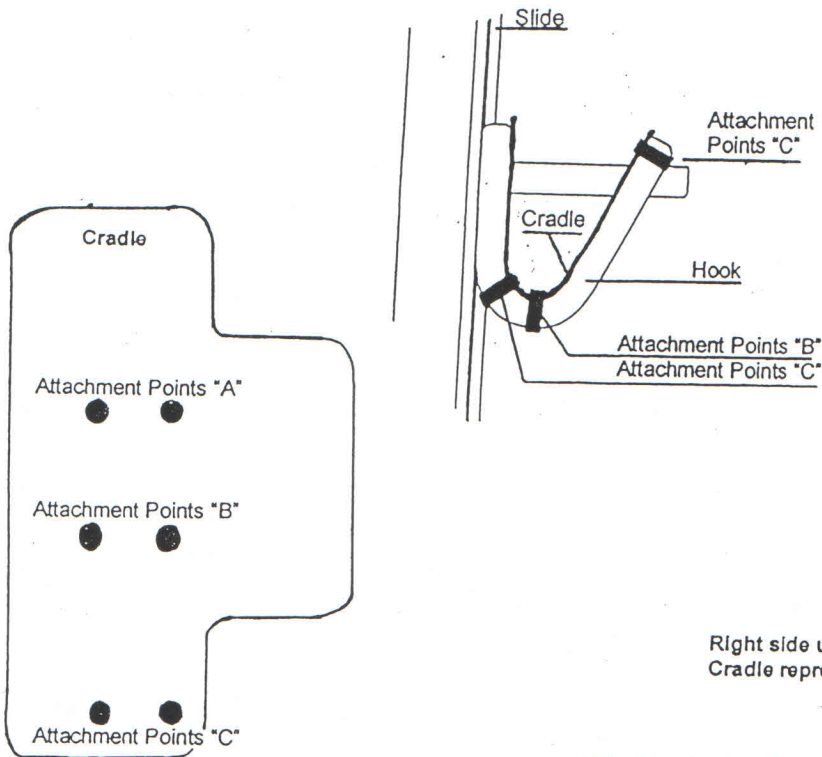 Slide
Attachment
Points "C"
Cradle
Cradle
Hook
Attachment Points "B"
Attachment Points "C"
Attachment Points "A"
Attachment Points "B"
Attachment Points "C"
Right side u
Cradle repr